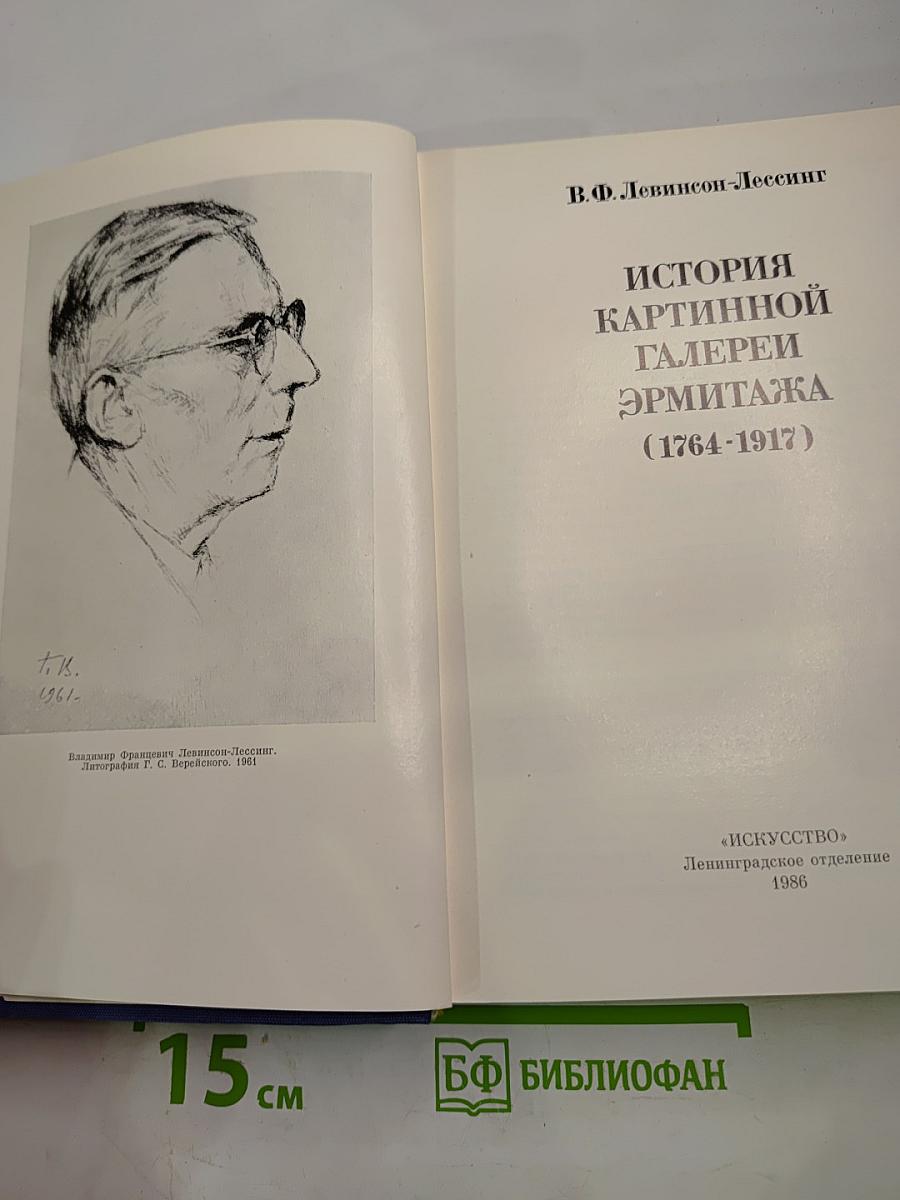 Г. В.
1961-
Владимир Францевич Левинсон-Лессинг.
Литография Г. С. Верейского. 1961
В. Ф. Левинсон-Лессинг
ИСТОРИЯ
КАРТИННОЙ
ГАЛЕРЕИ
ЭРМИТАЖА
(1764-1917)
«ИСКУССТВО»
Ленинградское отделение
1986
15 см
БФ БИБЛИОФАН